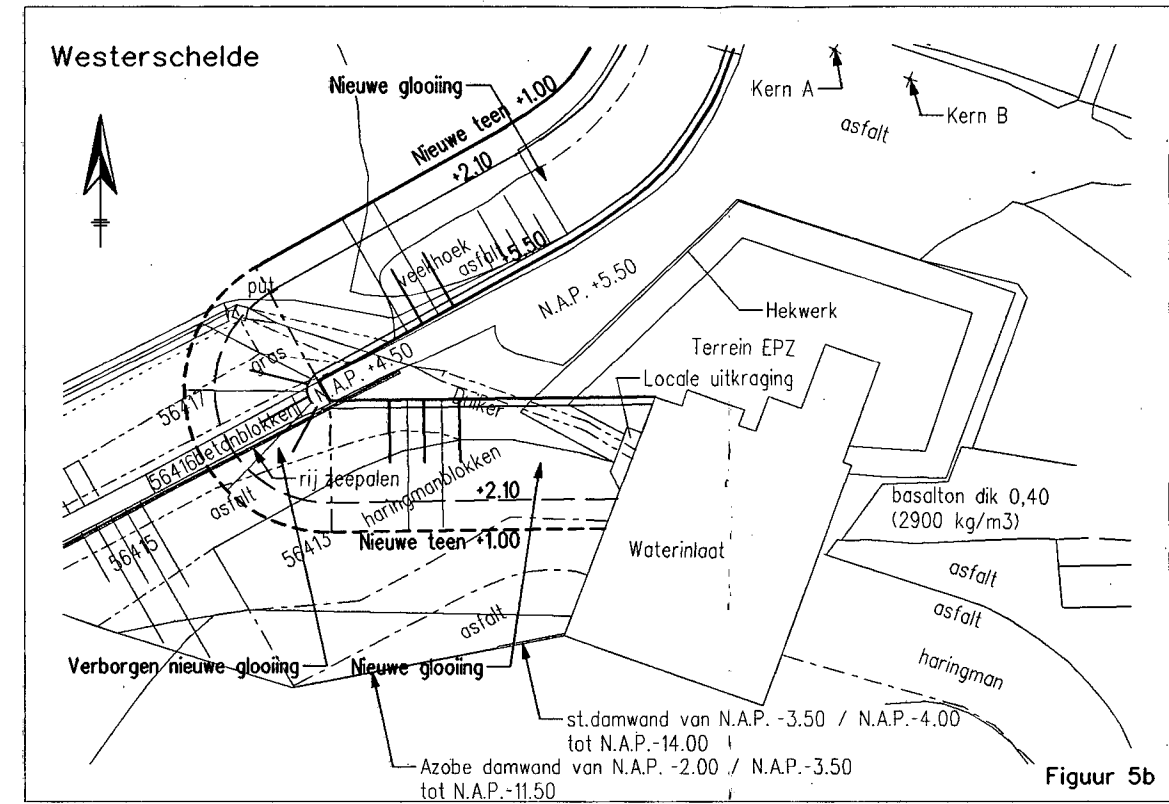 Westerschelde
Nieuwe glooiing
Nieuwe teen +1.00
+2.10
Kern A
Kern B
asfalt
veekhoek
asfalt
+5.50
put
N.A.P. +5.50
Hekwerk
gras
N.A.P. +4.50
Terrein EPZ
Locale uitkraging
Duiker
56417
56416
betonblokken
rij zeepalen
asfalt
haringmanblokken
+2.10
basalton dik 0,40
(2900 kg/m3)
56415
56413
Nieuwe teen +1.00
Waterinlaat
asfalt
asfalt
asfalt
haringman
Verborgen nieuwe glooiing
Nieuwe glooiing
st.damwand van N.A.P. -3.50 / N.A.P.-4.00
tot N.A.P.-14.00
Azobe damwand van N.A.P. -2.00 / N.A.P.-3.50
tot N.A.P.-11.50
Figuur 5b